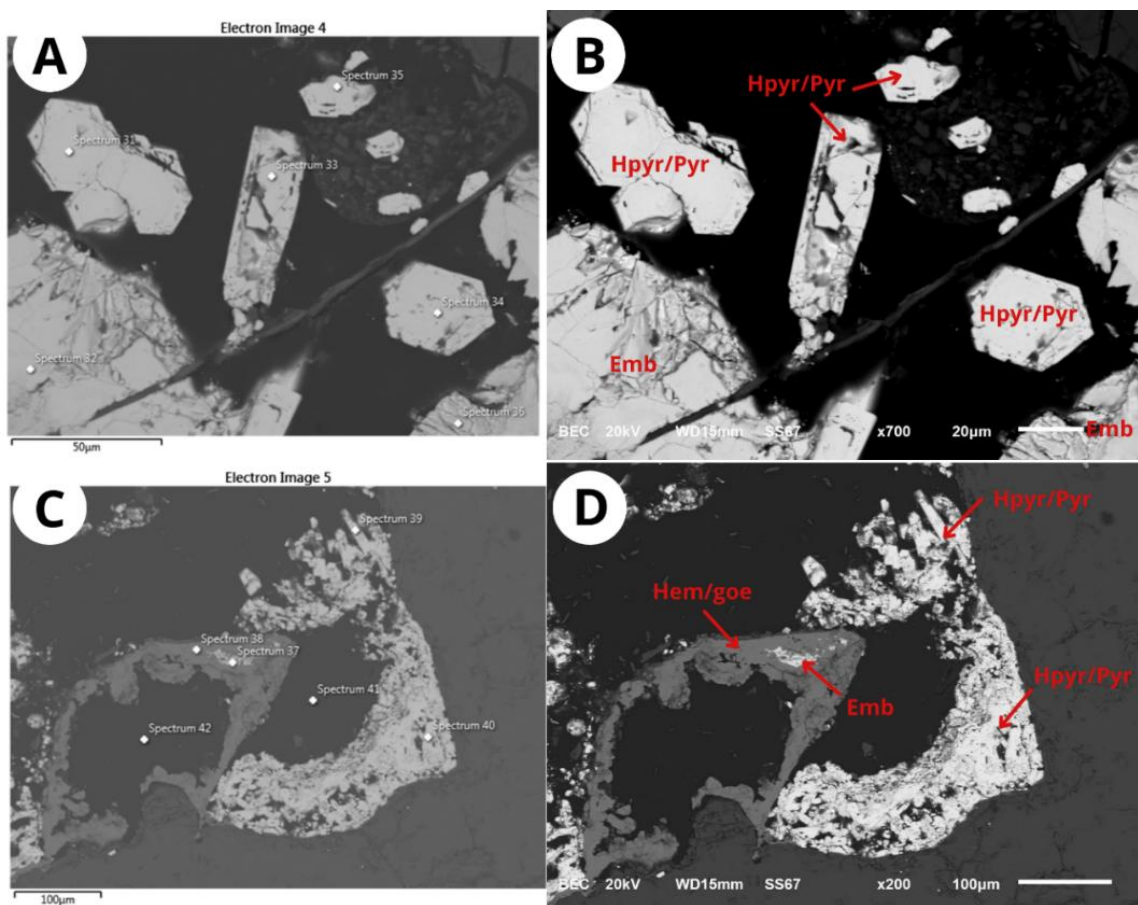 Electron Image 4
A
Spectrum 35
Spectrum 31
Spectrum 33
Spectrum 34
Spectrum 32
Spectrum 36
50µm
B
Hpyr/Pyr
Hpyr/Pyr
Hpyr/Pyr
Emb
Emb
BEC 20kV WD15mm SS67 x700 20µm
Electron Image 5
C
Spectrum 39
Spectrum 38
Spectrum 37
Spectrum 41
Spectrum 42
Spectrum 40
100µm
D
Hpyr/Pyr
Hem/goe
Hpyr/Pyr
Emb
BEC 20kV WD15mm SS67 x200 100µm